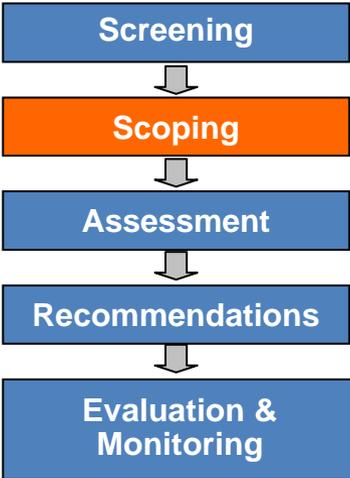 Screening
Scoping
Assessment
Recommendations
Evaluation &
Monitoring